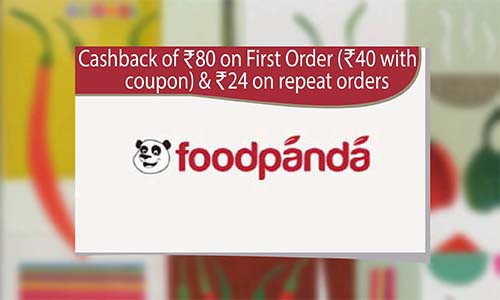 Cashback of ₹80 on First Order (₹40 with
coupon) & ₹24 on repeat orders
foodpanda